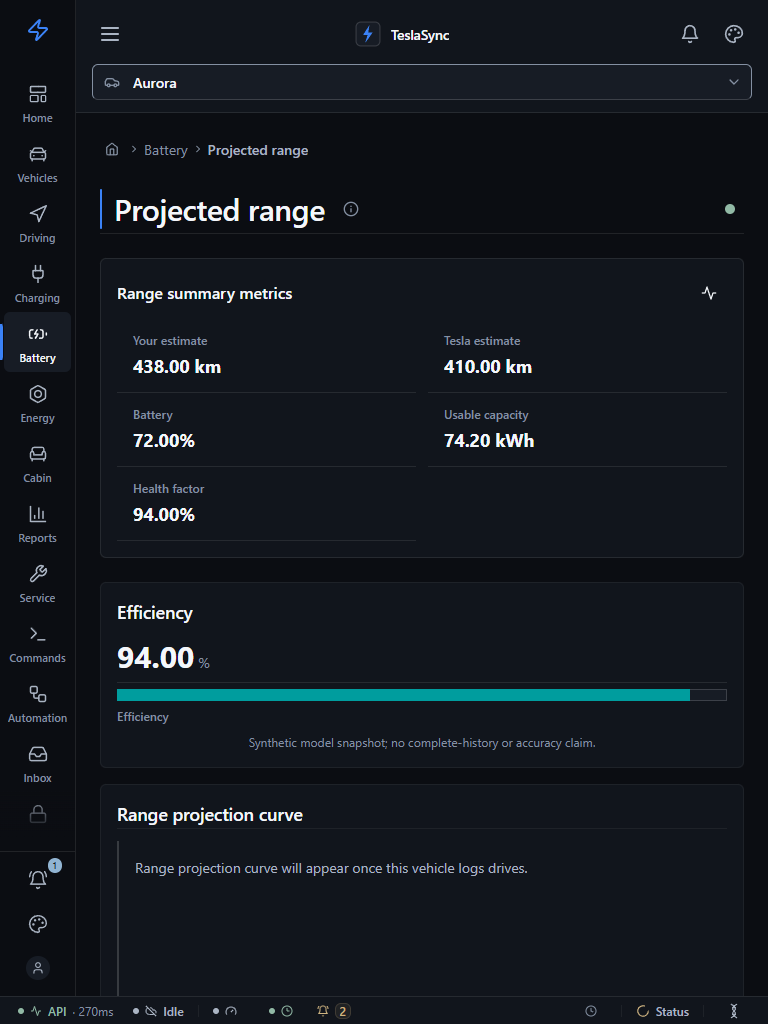 TeslaSync
Aurora
Home
Vehicles
Driving
Charging
Battery
Energy
Cabin
Reports
Service
Commands
Automation
Inbox
1
Battery
Projected range
Projected range
Range summary metrics
Your estimate
438.00 km
Tesla estimate
410.00 km
Battery
72.00%
Usable capacity
74.20 kWh
Health factor
94.00%
Efficiency
94.00 %
Efficiency
Synthetic model snapshot; no complete-history or accuracy claim.
Range projection curve
Range projection curve will appear once this vehicle logs drives.
API · 270ms
Idle
2
Status